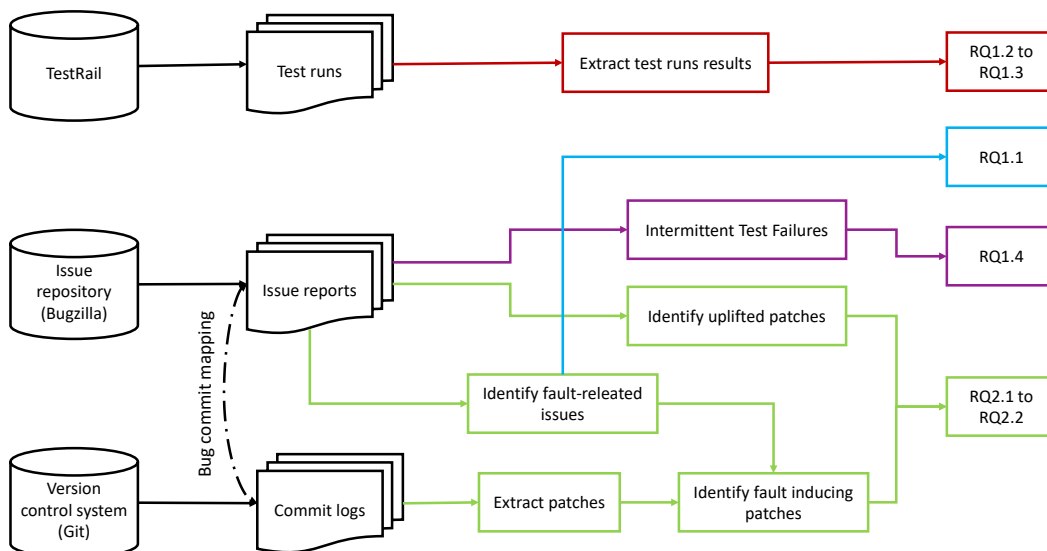 TestRail
Test runs
Extract test runs results
RQ1.2 to
RQ1.3
RQ1.1
Issue
repository
(Bugzilla)
Issue reports
Intermittent Test Failures
RQ1.4
Identify uplifted patches
Bug commit mapping
Identify fault-releated
issues
RQ2.1 to
RQ2.2
Version
control system
(Git)
Commit logs
Extract patches
Identify fault inducing
patches